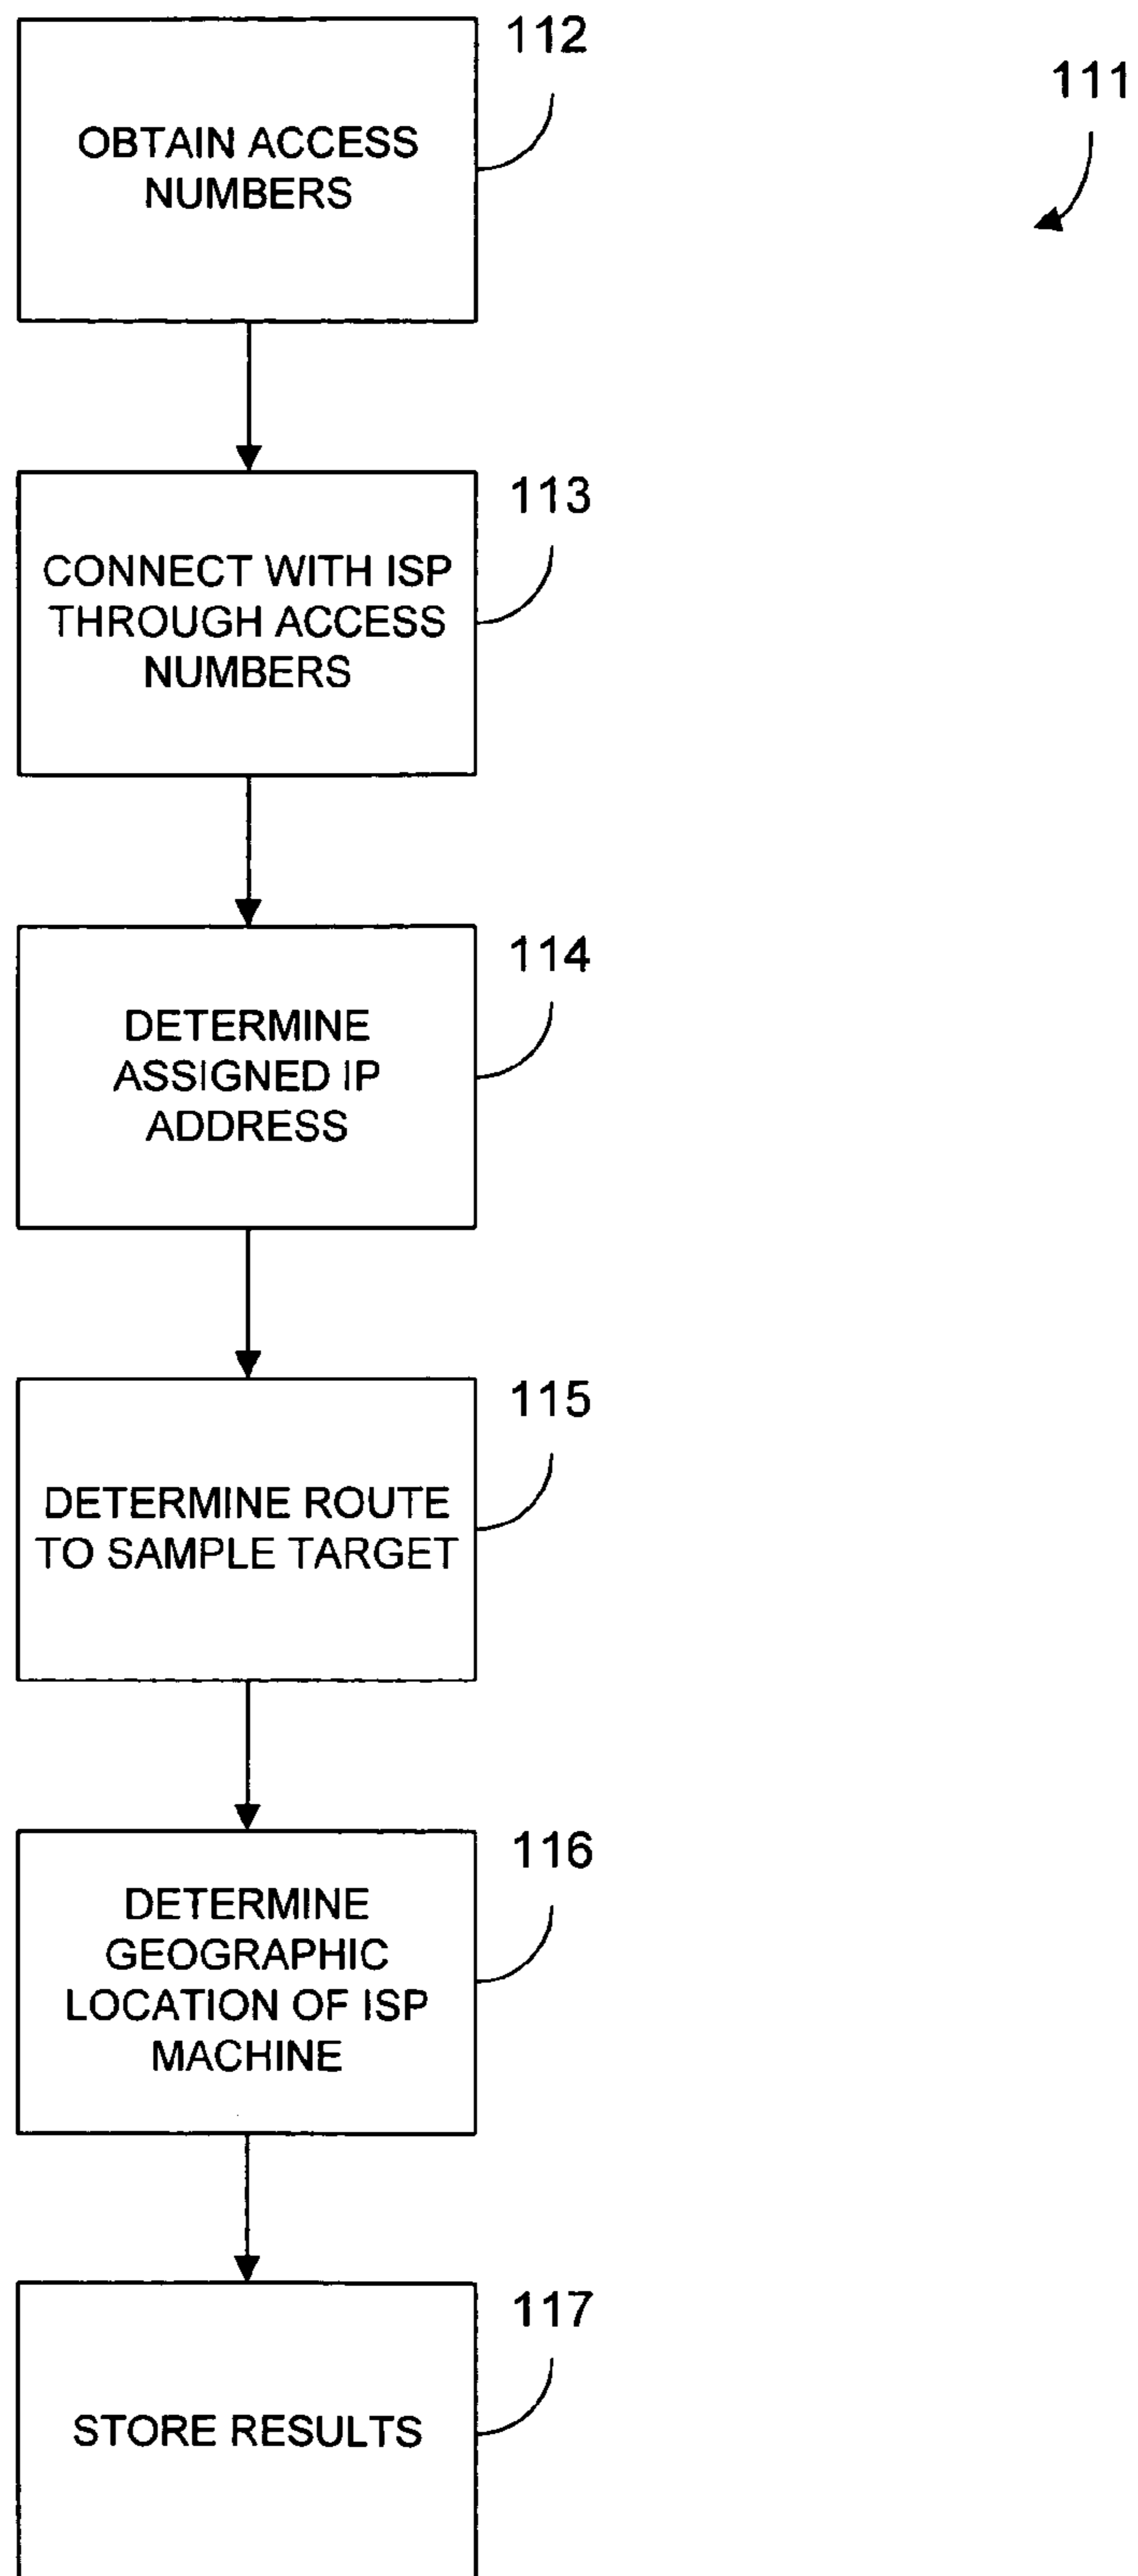 112
111
OBTAIN ACCESS
NUMBERS
113
CONNECT WITH ISP
THROUGH ACCESS
NUMBERS
114
DETERMINE
ASSIGNED IP
ADDRESS
115
DETERMINE ROUTE
TO SAMPLE TARGET
116
DETERMINE
GEOGRAPHIC
LOCATION OF ISP
MACHINE
117
STORE RESULTS